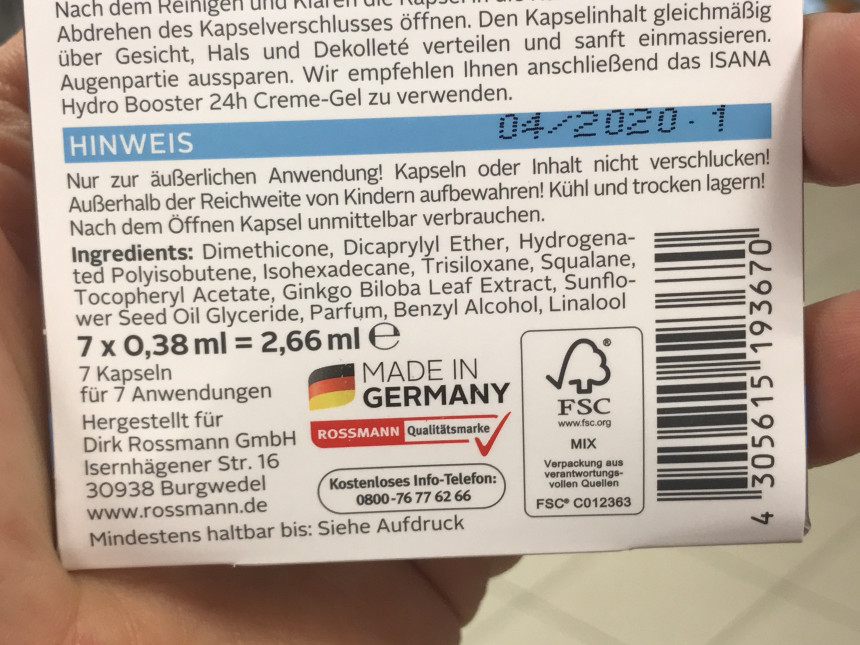 Nach dem Reinigen und Klären die Kapsel
Abdrehen des Kapselverschlusses öffnen. Den Kapselinhalt gleichmäßig
über Gesicht, Hals und Dekolleté verteilen und sanft einmassieren.
Augenpartie aussparen. Wir empfehlen Ihnen anschließend das ISANA
Hydro Booster 24h Creme-Gel zu verwenden.
HINWEIS
04/2020-1
Nur zur äußerlichen Anwendung! Kapseln oder Inhalt nicht verschlucken!
Außerhalb der Reichweite von Kindern aufbewahren! Kühl und trocken lagern!
Nach dem Öffnen Kapsel unmittelbar verbrauchen.
Ingredients: Dimethicone, Dicaprylyl Ether, Hydrogena-
ted Polyisobutene, Isohexadecane, Trisiloxane, Squalane,
Tocopheryl Acetate, Ginkgo Biloba Leaf Extract, Sunflo-
wer Seed Oil Glyceride, Parfum, Benzyl Alcohol, Linalool
7 x 0,38 ml = 2,66 ml ℮
7 Kapseln
für 7 Anwendungen
Hergestellt für
Dirk Rossmann GmbH
Isernhägener Str. 16
30938 Burgwedel
www.rossmann.de
Mindestens haltbar bis: Siehe Aufdruck
MADE IN
GERMANY
ROSSMANN Qualitätsmarke
Kostenloses Info-Telefon:
0800-76 77 62 66
®
FSC
www.fsc.org
MIX
Verpackung aus
verantwortungs-
vollen Quellen
FSC® C012363
4 305615 193670